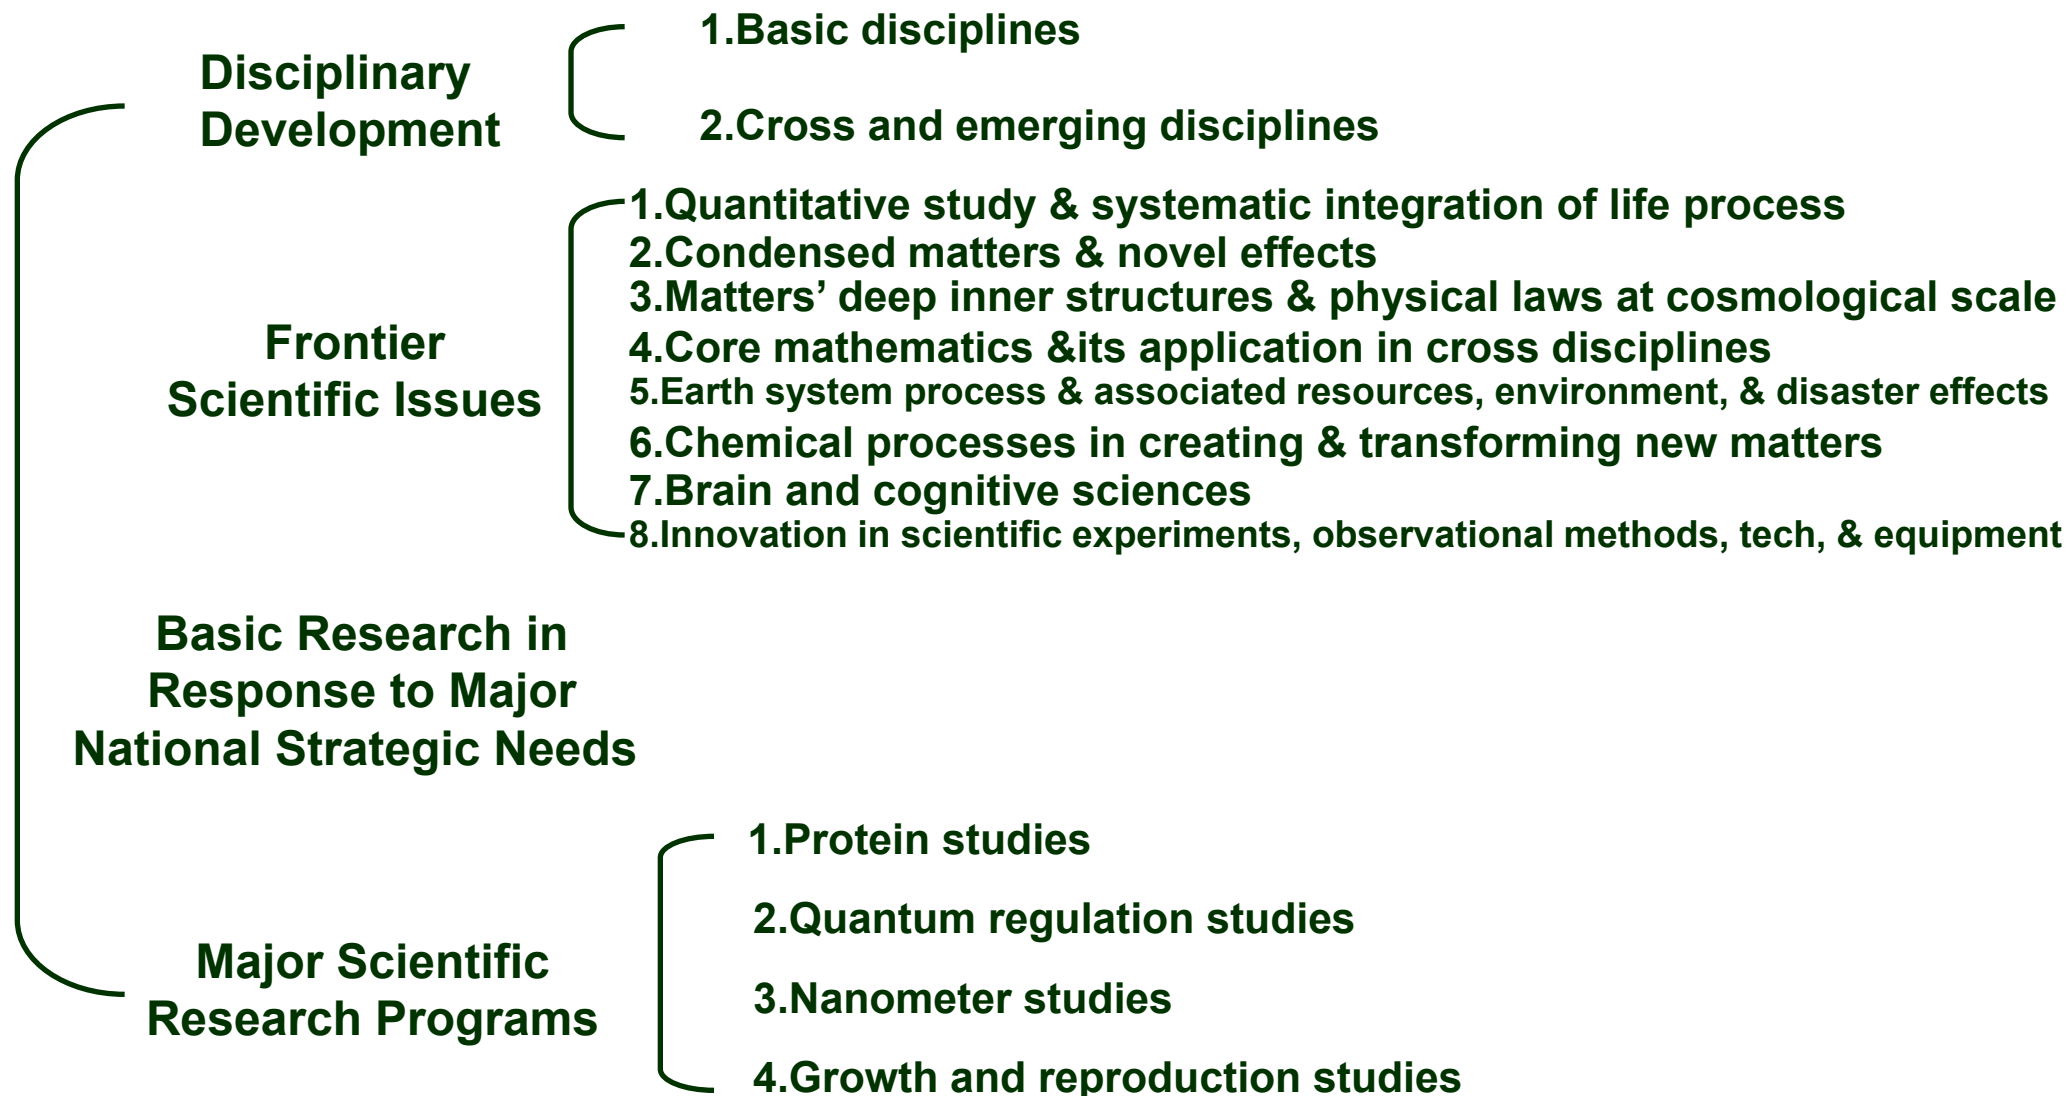 Disciplinary
Development
1.Basic disciplines
2.Cross and emerging disciplines
Frontier
Scientific Issues
1.Quantitative study & systematic integration of life process
2.Condensed matters & novel effects
3.Matters’ deep inner structures & physical laws at cosmological scale
4.Core mathematics &its application in cross disciplines
5.Earth system process & associated resources, environment, & disaster effects
6.Chemical processes in creating & transforming new matters
7.Brain and cognitive sciences
8.Innovation in scientific experiments, observational methods, tech, & equipment
Basic Research in
Response to Major
National Strategic Needs
Major Scientific
Research Programs
1.Protein studies
2.Quantum regulation studies
3.Nanometer studies
4.Growth and reproduction studies